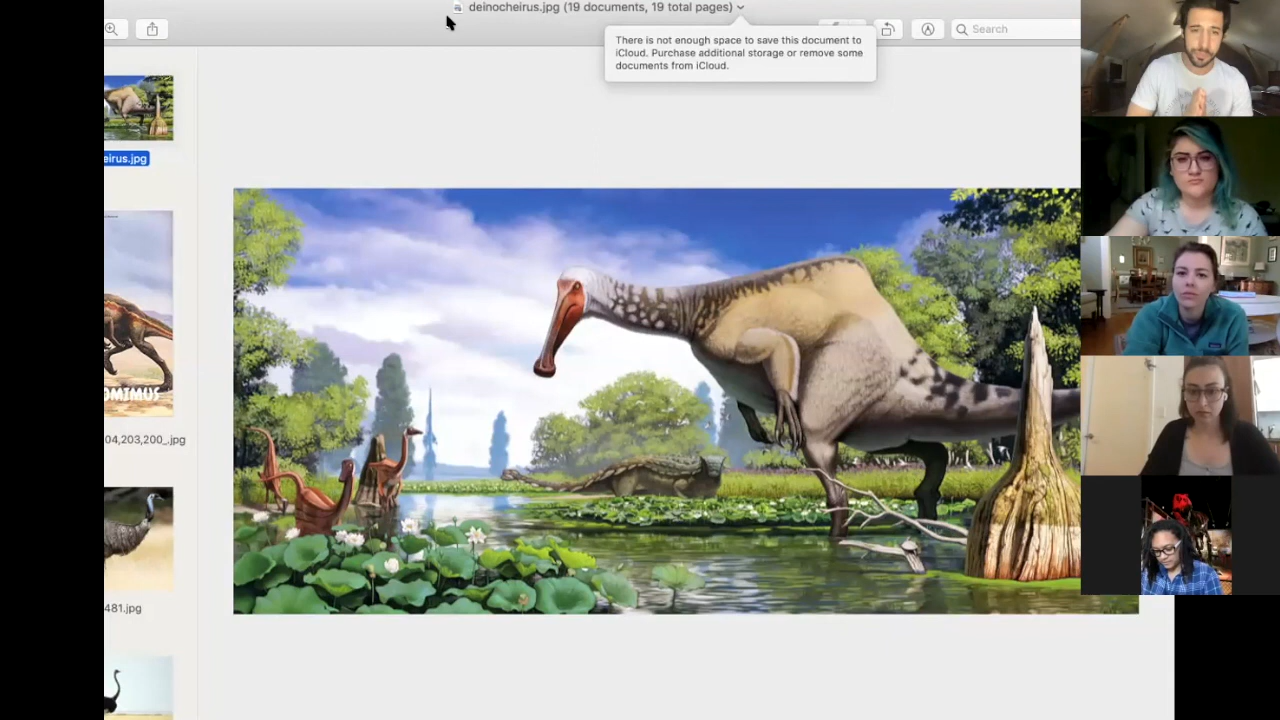 deinocheirus.jpg (19 documents, 19 total pages)
Search
There is not enough space to save this document to
iCloud. Purchase additional storage or remove some
documents from iCloud.
eirus.jpg
OMIMUS
04,203,200_.jpg
481.jpg